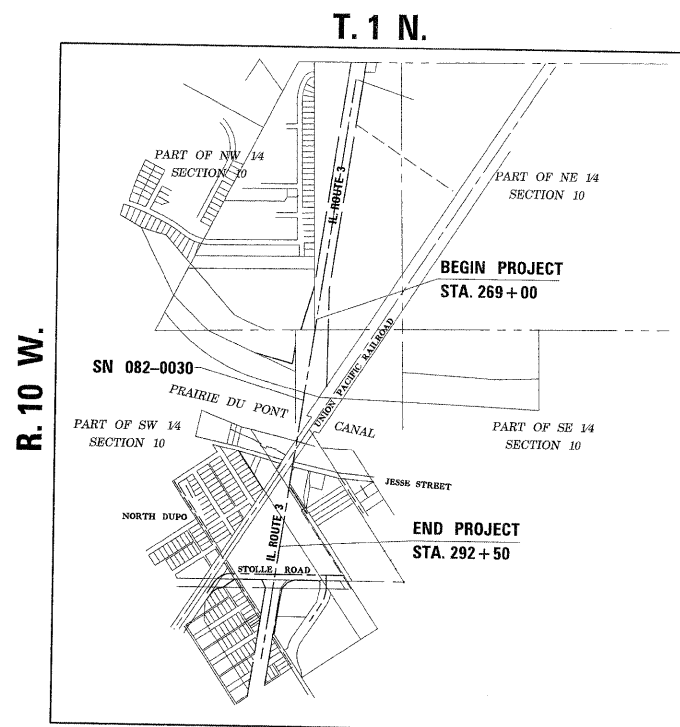 T. 1 N.
R. 10 W.
PART OF NW 1/4
SECTION 10
IL. ROUTE 3
PART OF NE 1/4
SECTION 10
BEGIN PROJECT
STA. 269+00
UNION PACIFIC RAILROAD
SN 082-0030
PRAIRIE DU PONT CANAL
PART OF SW 1/4
SECTION 10
PART OF SE 1/4
SECTION 10
JESSE STREET
NORTH DUPO
IL. ROUTE 3
END PROJECT
STA. 292+50
STOLLE ROAD